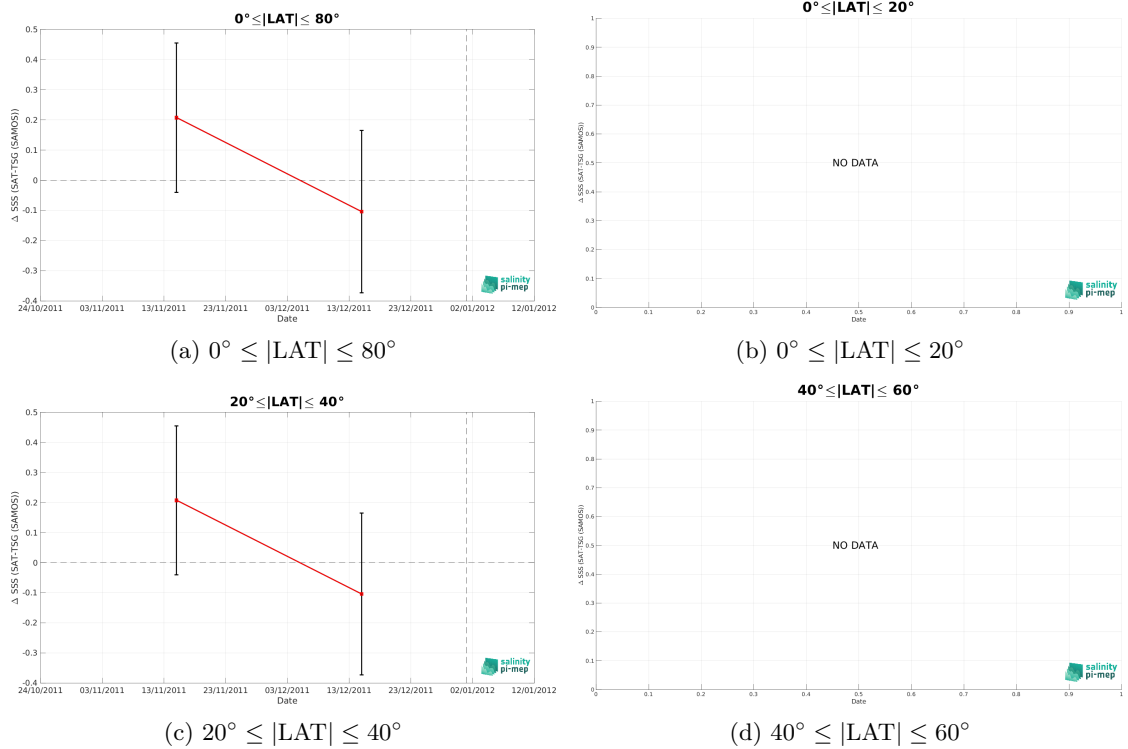 0°≤|LAT|≤ 80°
0.5
0.4
0.3
0.2
0.1
0
-0.1
-0.2
-0.3
-0.4
Δ SSS (SAT-TSG (SAMOS))
24/10/2011 03/11/2011 13/11/2011 23/11/2011 03/12/2011 13/12/2011 23/12/2011 02/01/2012 12/01/2012
Date
salinity
pi-mep
(a) 0° ≤ |LAT| ≤ 80°
0°≤|LAT|≤ 20°
1
0.9
0.8
0.7
0.6
0.5
0.4
0.3
0.2
0.1
0
Δ SSS (SAT-TSG (SAMOS))
NO DATA
0 0.1 0.2 0.3 0.4 0.5 0.6 0.7 0.8 0.9 1
Date
salinity
pi-mep
(b) 0° ≤ |LAT| ≤ 20°
20°≤|LAT|≤ 40°
0.5
0.4
0.3
0.2
0.1
0
-0.1
-0.2
-0.3
-0.4
Δ SSS (SAT-TSG (SAMOS))
24/10/2011 03/11/2011 13/11/2011 23/11/2011 03/12/2011 13/12/2011 23/12/2011 02/01/2012 12/01/2012
Date
salinity
pi-mep
(c) 20° ≤ |LAT| ≤ 40°
40°≤|LAT|≤ 60°
1
0.9
0.8
0.7
0.6
0.5
0.4
0.3
0.2
0.1
0
Δ SSS (SAT-TSG (SAMOS))
NO DATA
0 0.1 0.2 0.3 0.4 0.5 0.6 0.7 0.8 0.9 1
Date
salinity
pi-mep
(d) 40° ≤ |LAT| ≤ 60°